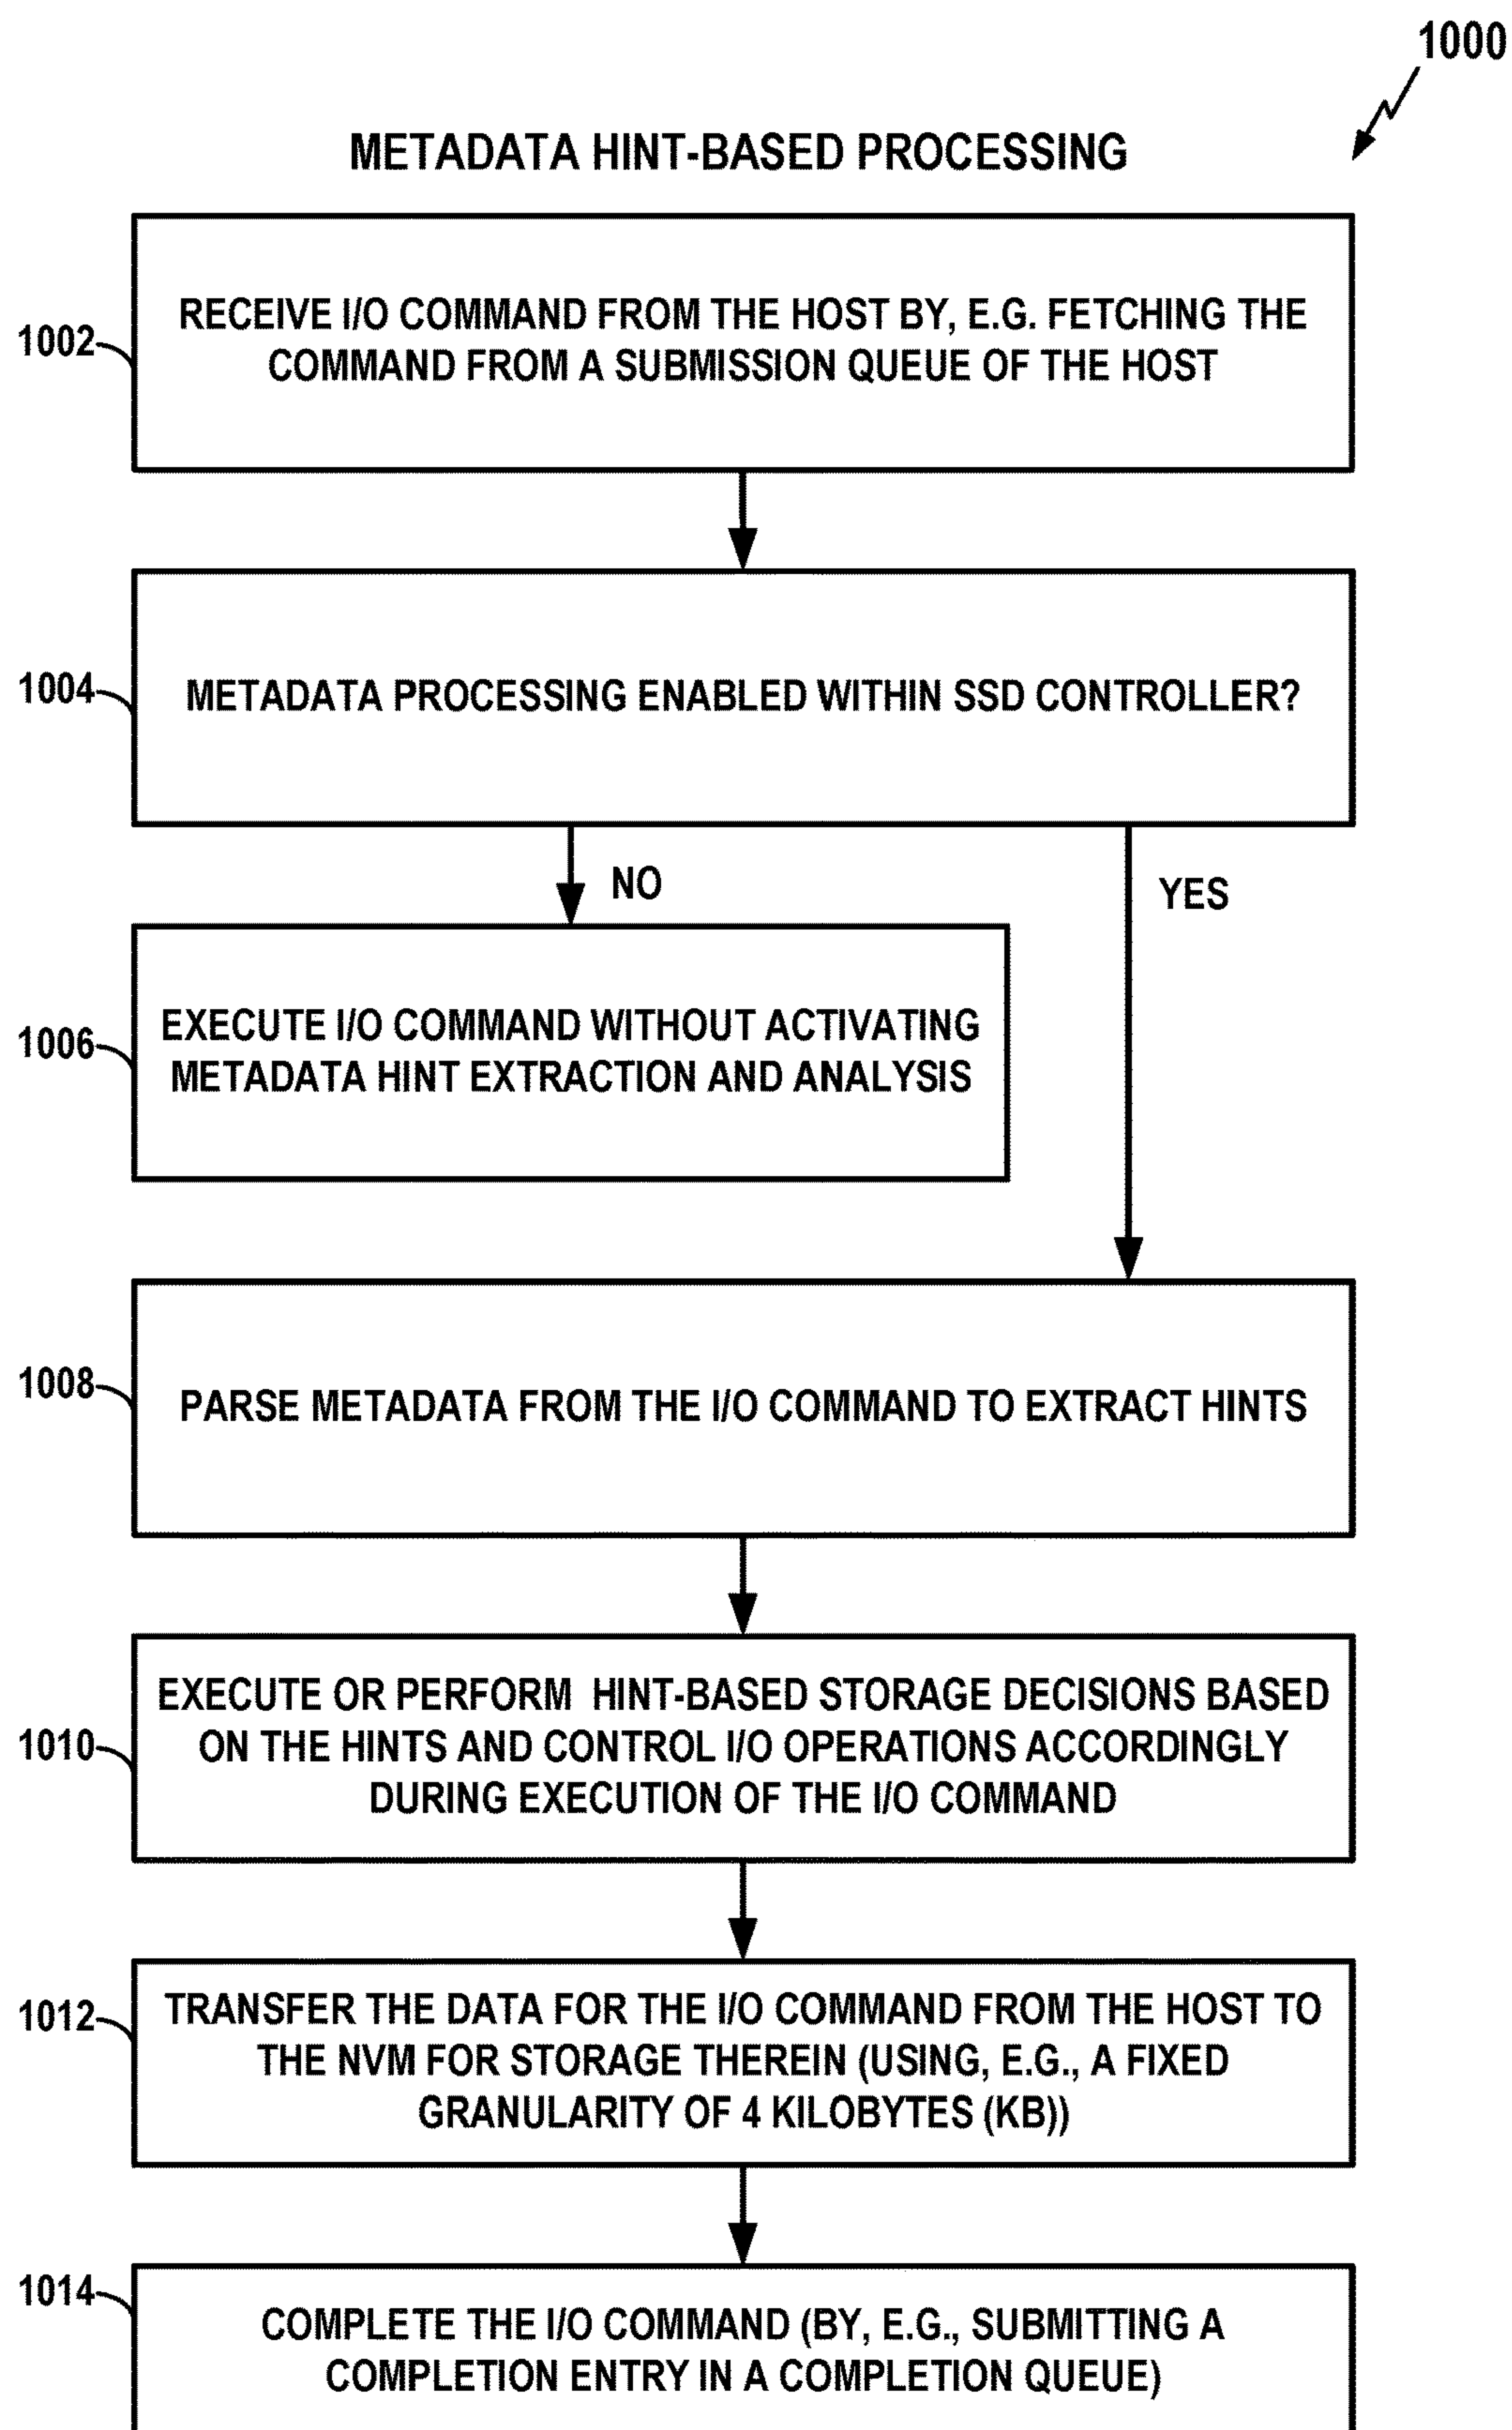 1000
METADATA HINT-BASED PROCESSING
1002
RECEIVE I/O COMMAND FROM THE HOST BY, E.G. FETCHING THE
COMMAND FROM A SUBMISSION QUEUE OF THE HOST
1004
METADATA PROCESSING ENABLED WITHIN SSD CONTROLLER?
NO
YES
1006
EXECUTE I/O COMMAND WITHOUT ACTIVATING
METADATA HINT EXTRACTION AND ANALYSIS
1008
PARSE METADATA FROM THE I/O COMMAND TO EXTRACT HINTS
1010
EXECUTE OR PERFORM HINT-BASED STORAGE DECISIONS BASED
ON THE HINTS AND CONTROL I/O OPERATIONS ACCORDINGLY
DURING EXECUTION OF THE I/O COMMAND
1012
TRANSFER THE DATA FOR THE I/O COMMAND FROM THE HOST TO
THE NVM FOR STORAGE THEREIN (USING, E.G., A FIXED
GRANULARITY OF 4 KILOBYTES (KB))
1014
COMPLETE THE I/O COMMAND (BY, E.G., SUBMITTING A
COMPLETION ENTRY IN A COMPLETION QUEUE)